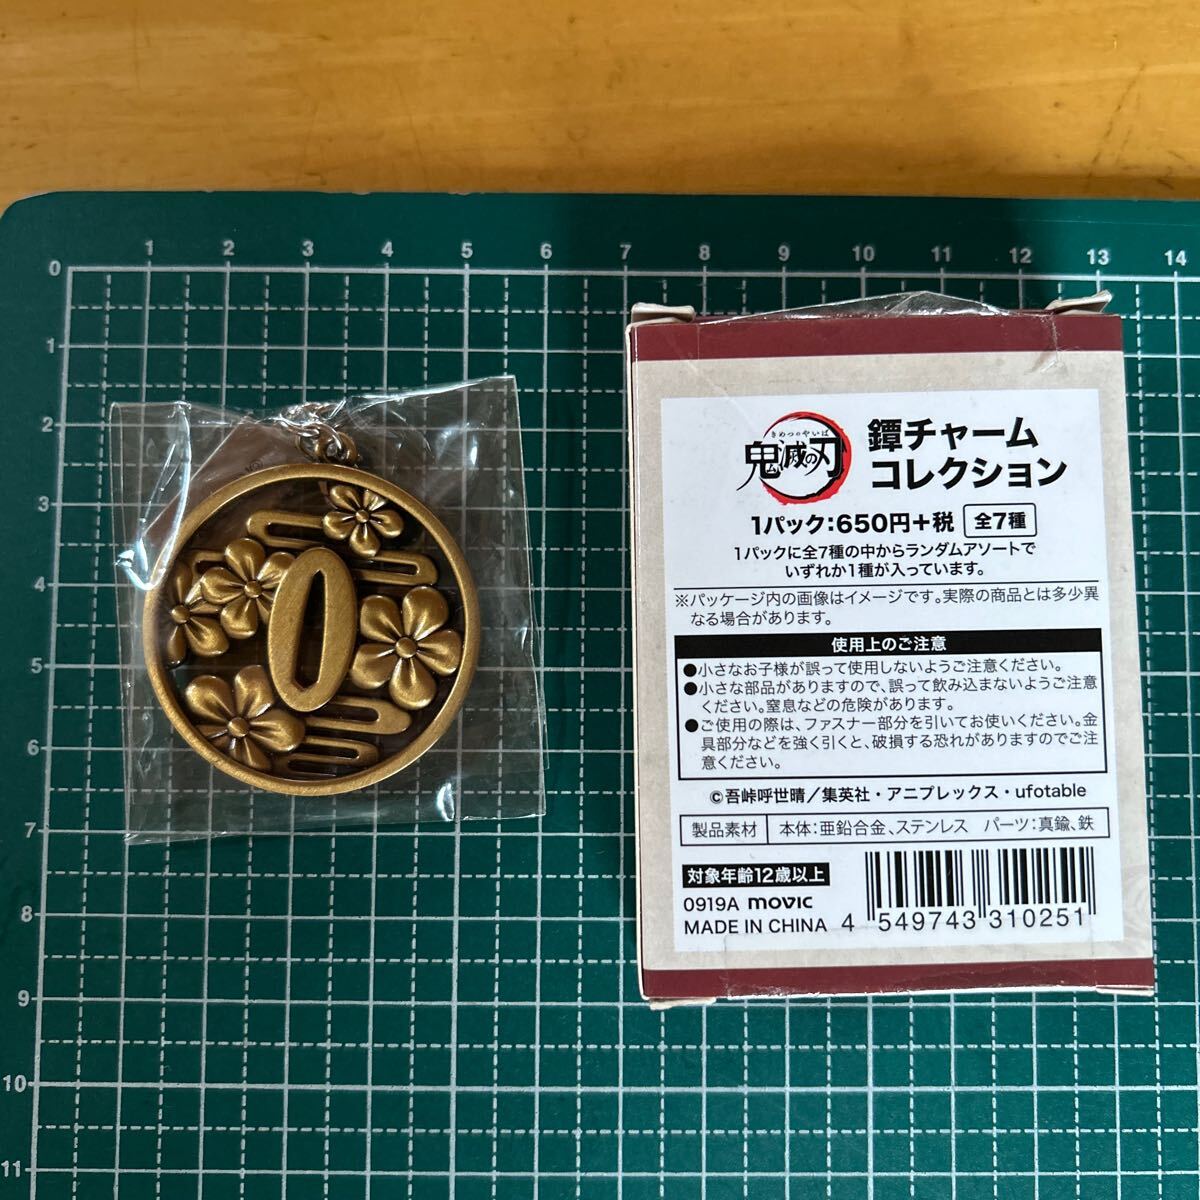 1 2 3 4 5 6 7 8 9 10 11 12 13 14
0
1
2
3
4
5
6
7
8
9
10
11
きめつのやいば
鬼滅の刃
鐔チャーム
コレクション
1パック:650円+税 全7種
1パックに全7種の中からランダムアソートで
いずれか1種が入っています。
※パッケージ内の画像はイメージです。実際の商品とは多少異
なる場合があります。
使用上のご注意
●小さなお子様が誤って使用しないようご注意ください。
●小さな部品がありますので、誤って飲み込まないようご注意
ください。窒息などの危険があります。
●ご使用の際は、ファスナー部分を引いてお使いください。金
具部分などを強く引くと、破損する恐れがありますのでご注
意ください。
©吾峠呼世晴/集英社・アニプレックス・ufotable
製品素材 本体:亜鉛合金、ステンレス パーツ:真鍮、鉄
対象年齢12歳以上
0919A movic
MADE IN CHINA
4 549743 310251